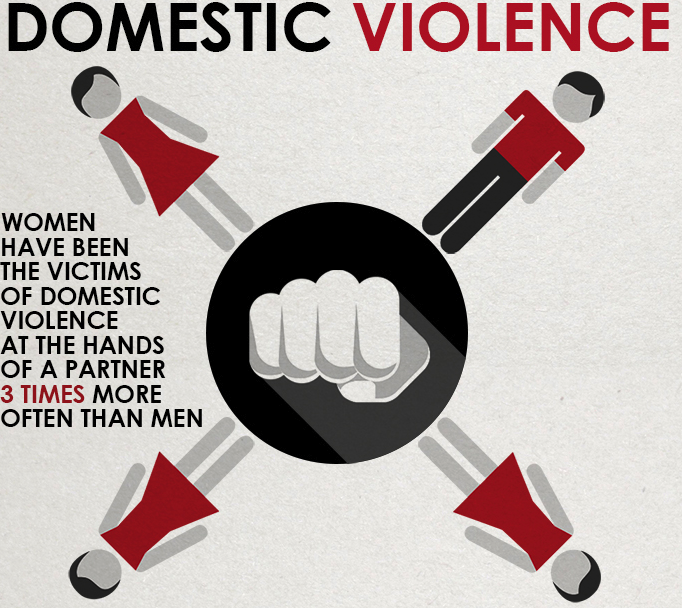 DOMESTIC VIOLENCE
WOMEN
HAVE BEEN
THE VICTIMS
OF DOMESTIC
VIOLENCE
AT THE HANDS
OF A PARTNER
3 TIMES MORE
OFTEN THAN MEN